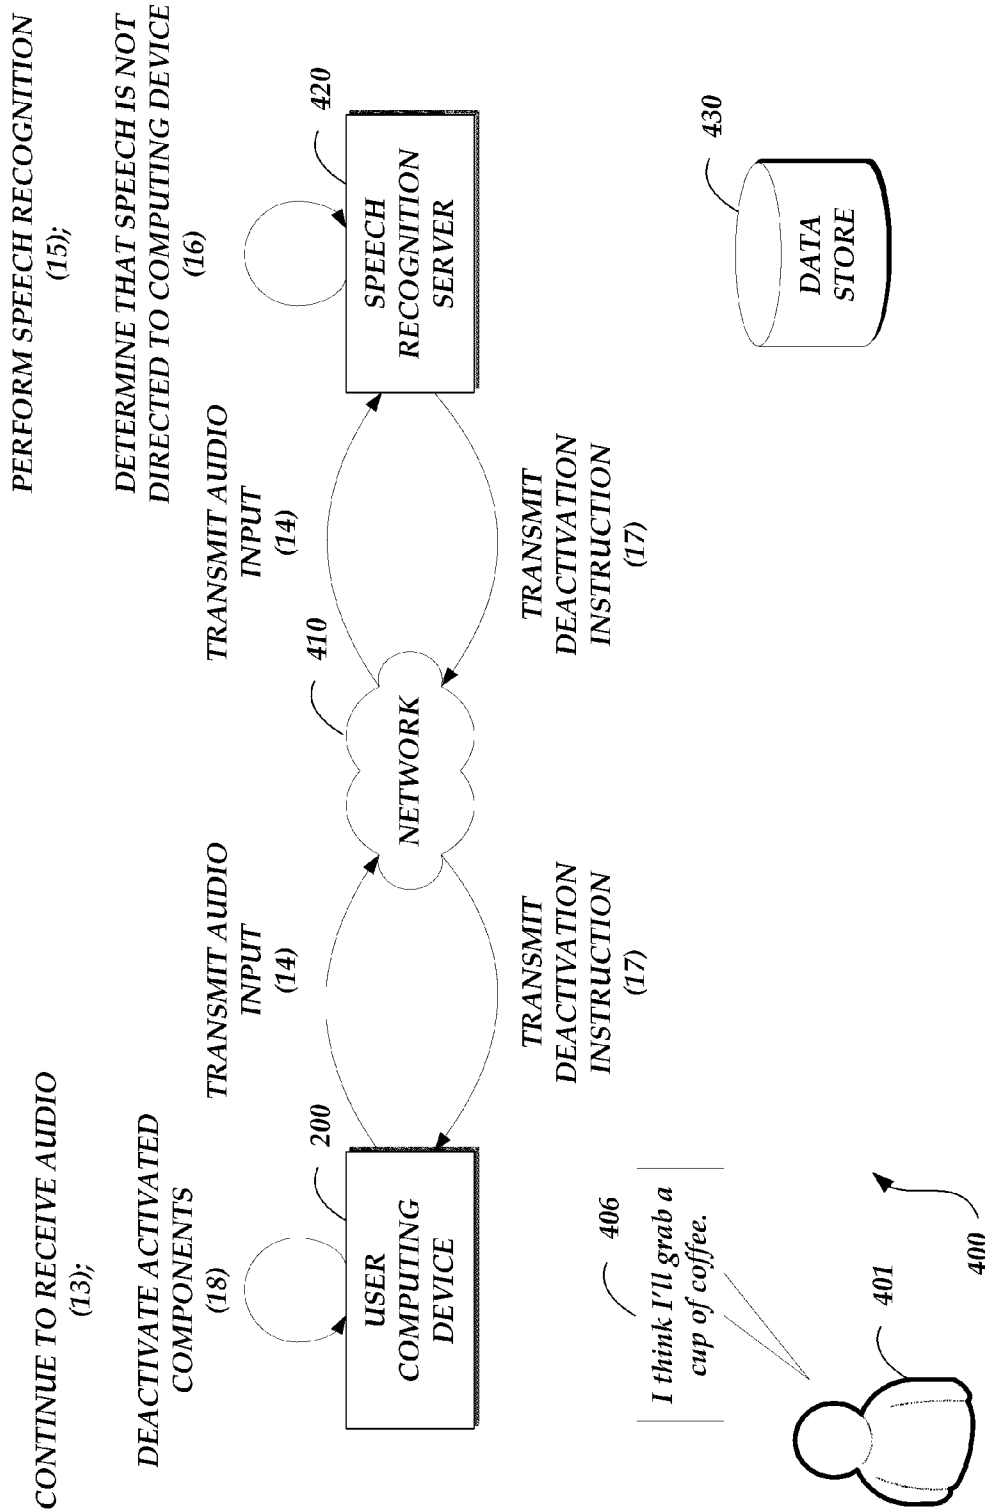 CONTINUE TO RECEIVE AUDIO
(13);
DEACTIVATE ACTIVATED
COMPONENTS
(18)
PERFORM SPEECH RECOGNITION
(15);
DETERMINE THAT SPEECH IS NOT
DIRECTED TO COMPUTING DEVICE
(16)
TRANSMIT AUDIO
INPUT
(14)
TRANSMIT AUDIO
INPUT
(14)
200
410
420
USER
COMPUTING
DEVICE
NETWORK
SPEECH
RECOGNITION
SERVER
TRANSMIT
DEACTIVATION
INSTRUCTION
(17)
TRANSMIT
DEACTIVATION
INSTRUCTION
(17)
406
I think I'll grab a
cup of coffee.
401
400
430
DATA
STORE